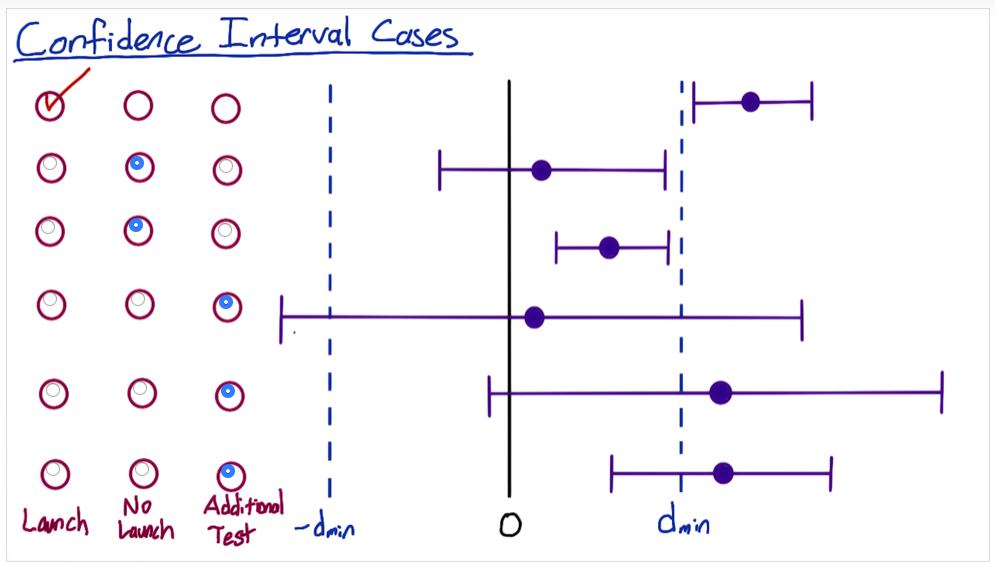 Confidence Interval Cases
Launch
No
Launch
Additional
Test
-dmin
0
dmin